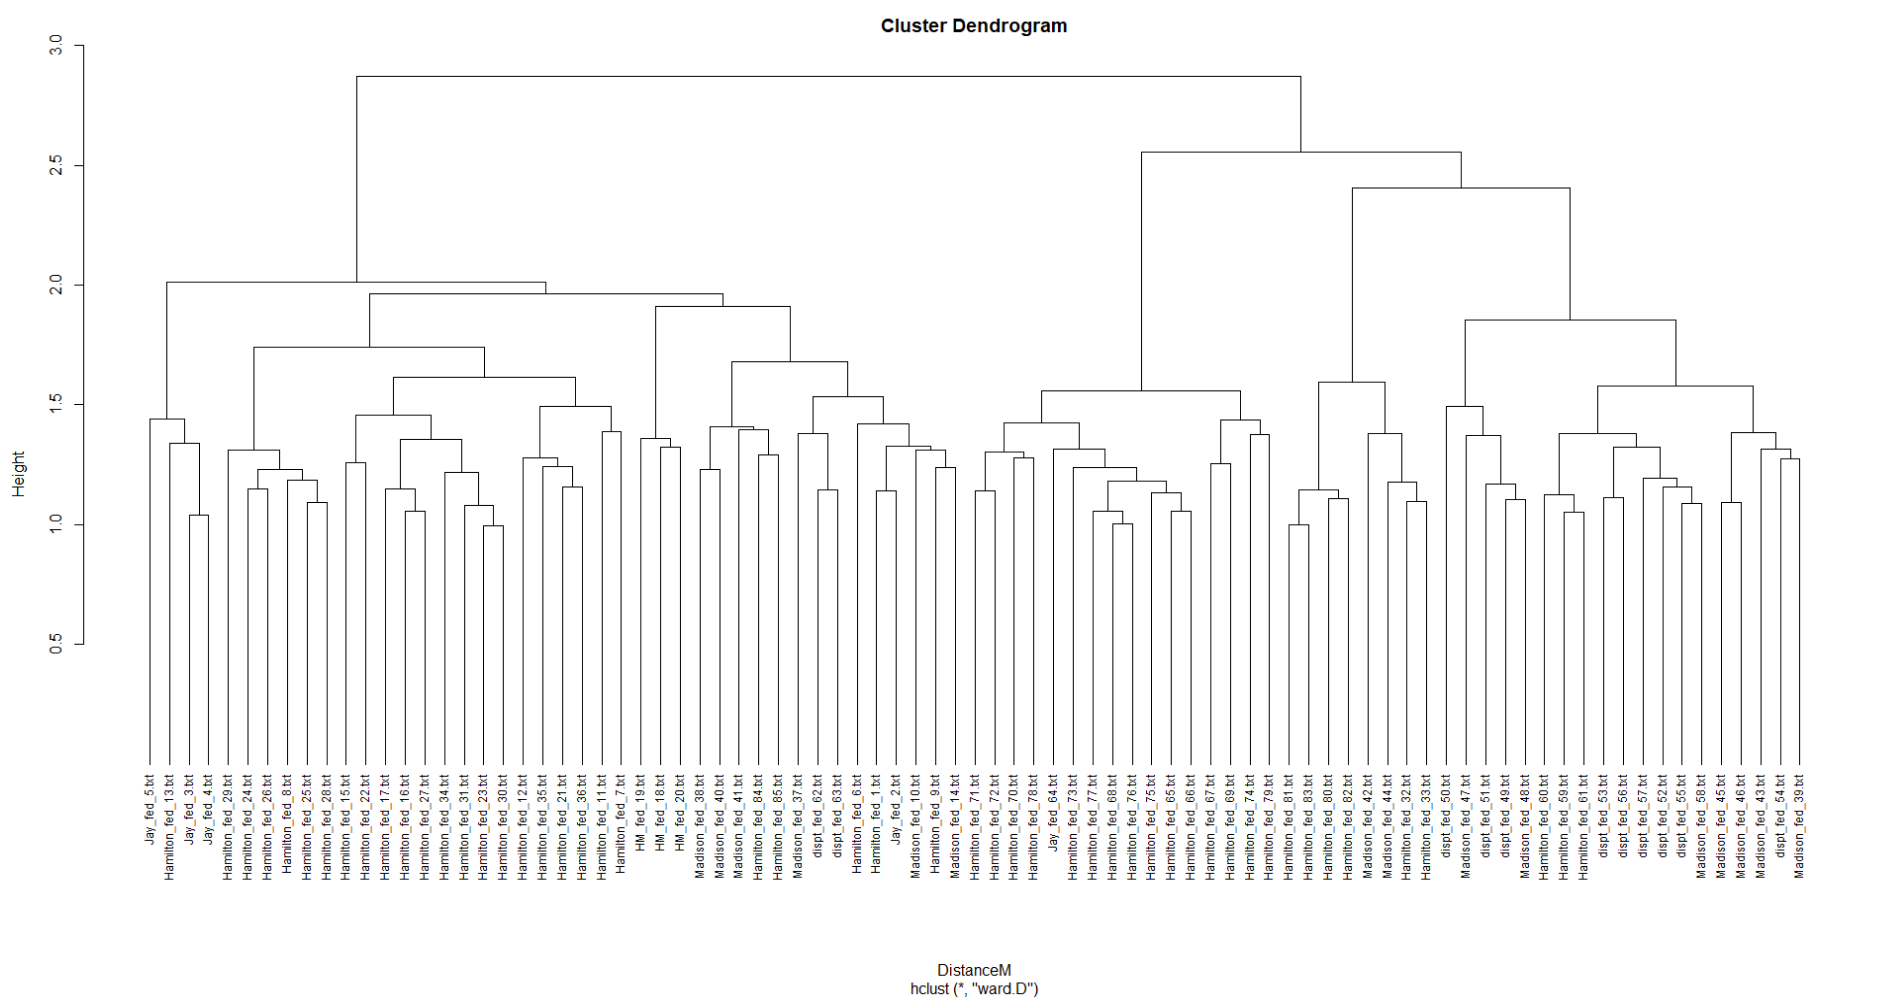 Cluster Dendrogram
Height
3.0
2.5
2.0
1.5
1.0
0.5
Jay_fed_5.txt
Hamilton_fed_13.txt
Jay_fed_3.txt
Jay_fed_4.txt
Hamilton_fed_29.txt
Hamilton_fed_24.txt
Hamilton_fed_26.txt
Hamilton_fed_8.txt
Hamilton_fed_25.txt
Hamilton_fed_28.txt
Hamilton_fed_15.txt
Hamilton_fed_22.txt
Hamilton_fed_17.txt
Hamilton_fed_16.txt
Hamilton_fed_27.txt
Hamilton_fed_34.txt
Hamilton_fed_31.txt
Hamilton_fed_23.txt
Hamilton_fed_30.txt
Hamilton_fed_12.txt
Hamilton_fed_35.txt
Hamilton_fed_21.txt
Hamilton_fed_36.txt
Hamilton_fed_11.txt
Hamilton_fed_7.txt
HM_fed_19.txt
HM_fed_18.txt
HM_fed_20.txt
Madison_fed_38.txt
Madison_fed_40.txt
Madison_fed_41.txt
Hamilton_fed_84.txt
Hamilton_fed_85.txt
Madison_fed_37.txt
dispt_fed_62.txt
dispt_fed_63.txt
Hamilton_fed_6.txt
Hamilton_fed_1.txt
Jay_fed_2.txt
Madison_fed_10.txt
Hamilton_fed_9.txt
Madison_fed_14.txt
Hamilton_fed_71.txt
Hamilton_fed_72.txt
Hamilton_fed_70.txt
Hamilton_fed_78.txt
Jay_fed_64.txt
Hamilton_fed_73.txt
Hamilton_fed_77.txt
Hamilton_fed_68.txt
Hamilton_fed_76.txt
Hamilton_fed_75.txt
Hamilton_fed_65.txt
Hamilton_fed_66.txt
Hamilton_fed_67.txt
Hamilton_fed_69.txt
Hamilton_fed_74.txt
Hamilton_fed_79.txt
Hamilton_fed_81.txt
Hamilton_fed_83.txt
Hamilton_fed_80.txt
Hamilton_fed_82.txt
Madison_fed_42.txt
Madison_fed_44.txt
Hamilton_fed_32.txt
Hamilton_fed_33.txt
dispt_fed_50.txt
Madison_fed_47.txt
dispt_fed_51.txt
dispt_fed_49.txt
Madison_fed_48.txt
Hamilton_fed_60.txt
Hamilton_fed_59.txt
Hamilton_fed_61.txt
dispt_fed_53.txt
dispt_fed_56.txt
dispt_fed_57.txt
dispt_fed_52.txt
dispt_fed_55.txt
Madison_fed_58.txt
Madison_fed_45.txt
Madison_fed_46.txt
Madison_fed_43.txt
dispt_fed_54.txt
Madison_fed_39.txt
DistanceM
hclust (*, "ward.D")